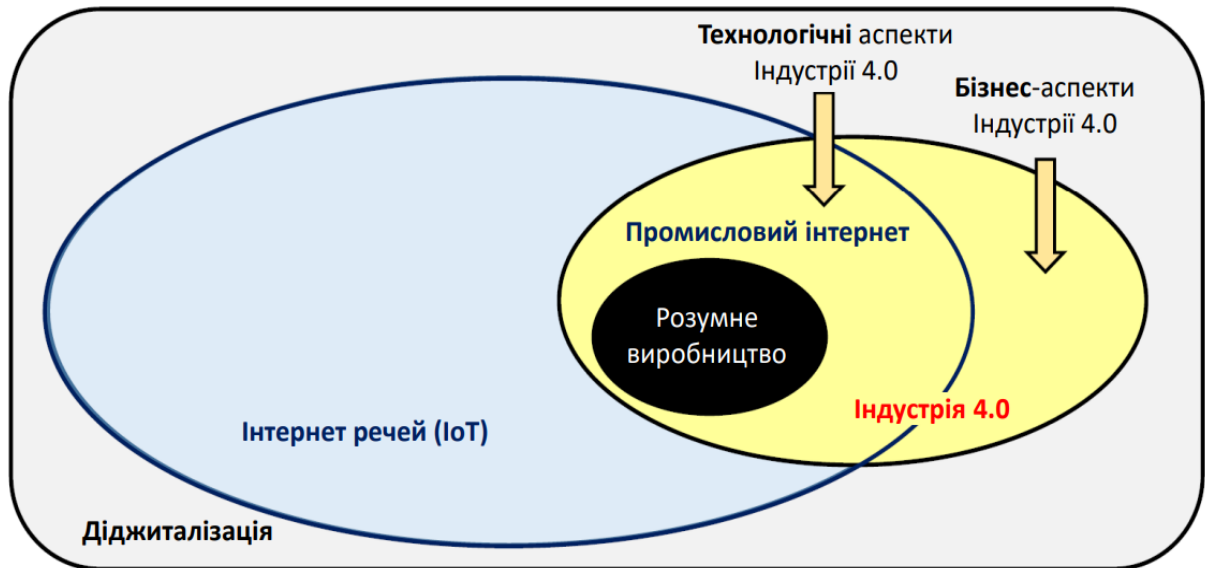 Технологічні аспекти
Індустрії 4.0
Бізнес-аспекти
Індустрії 4.0
Промисловий інтернет
Розумне
виробництво
Індустрія 4.0
Інтернет речей (IoT)
Діджиталізація